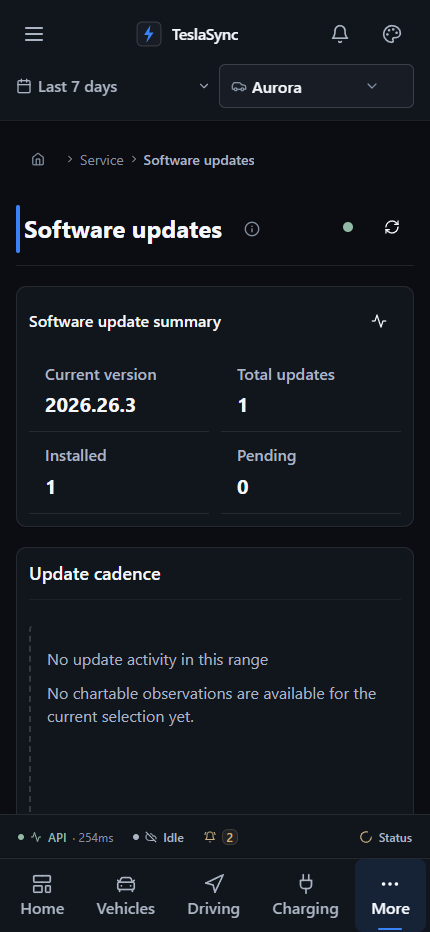 TeslaSync
Last 7 days
Aurora
Service
Software updates
Software updates
Software update summary
Current version
Total updates
2026.26.3
1
Installed
Pending
1
0
Update cadence
No update activity in this range
No chartable observations are available for the
current selection yet.
API · 254ms
Idle
2
Status
Home
Vehicles
Driving
Charging
More